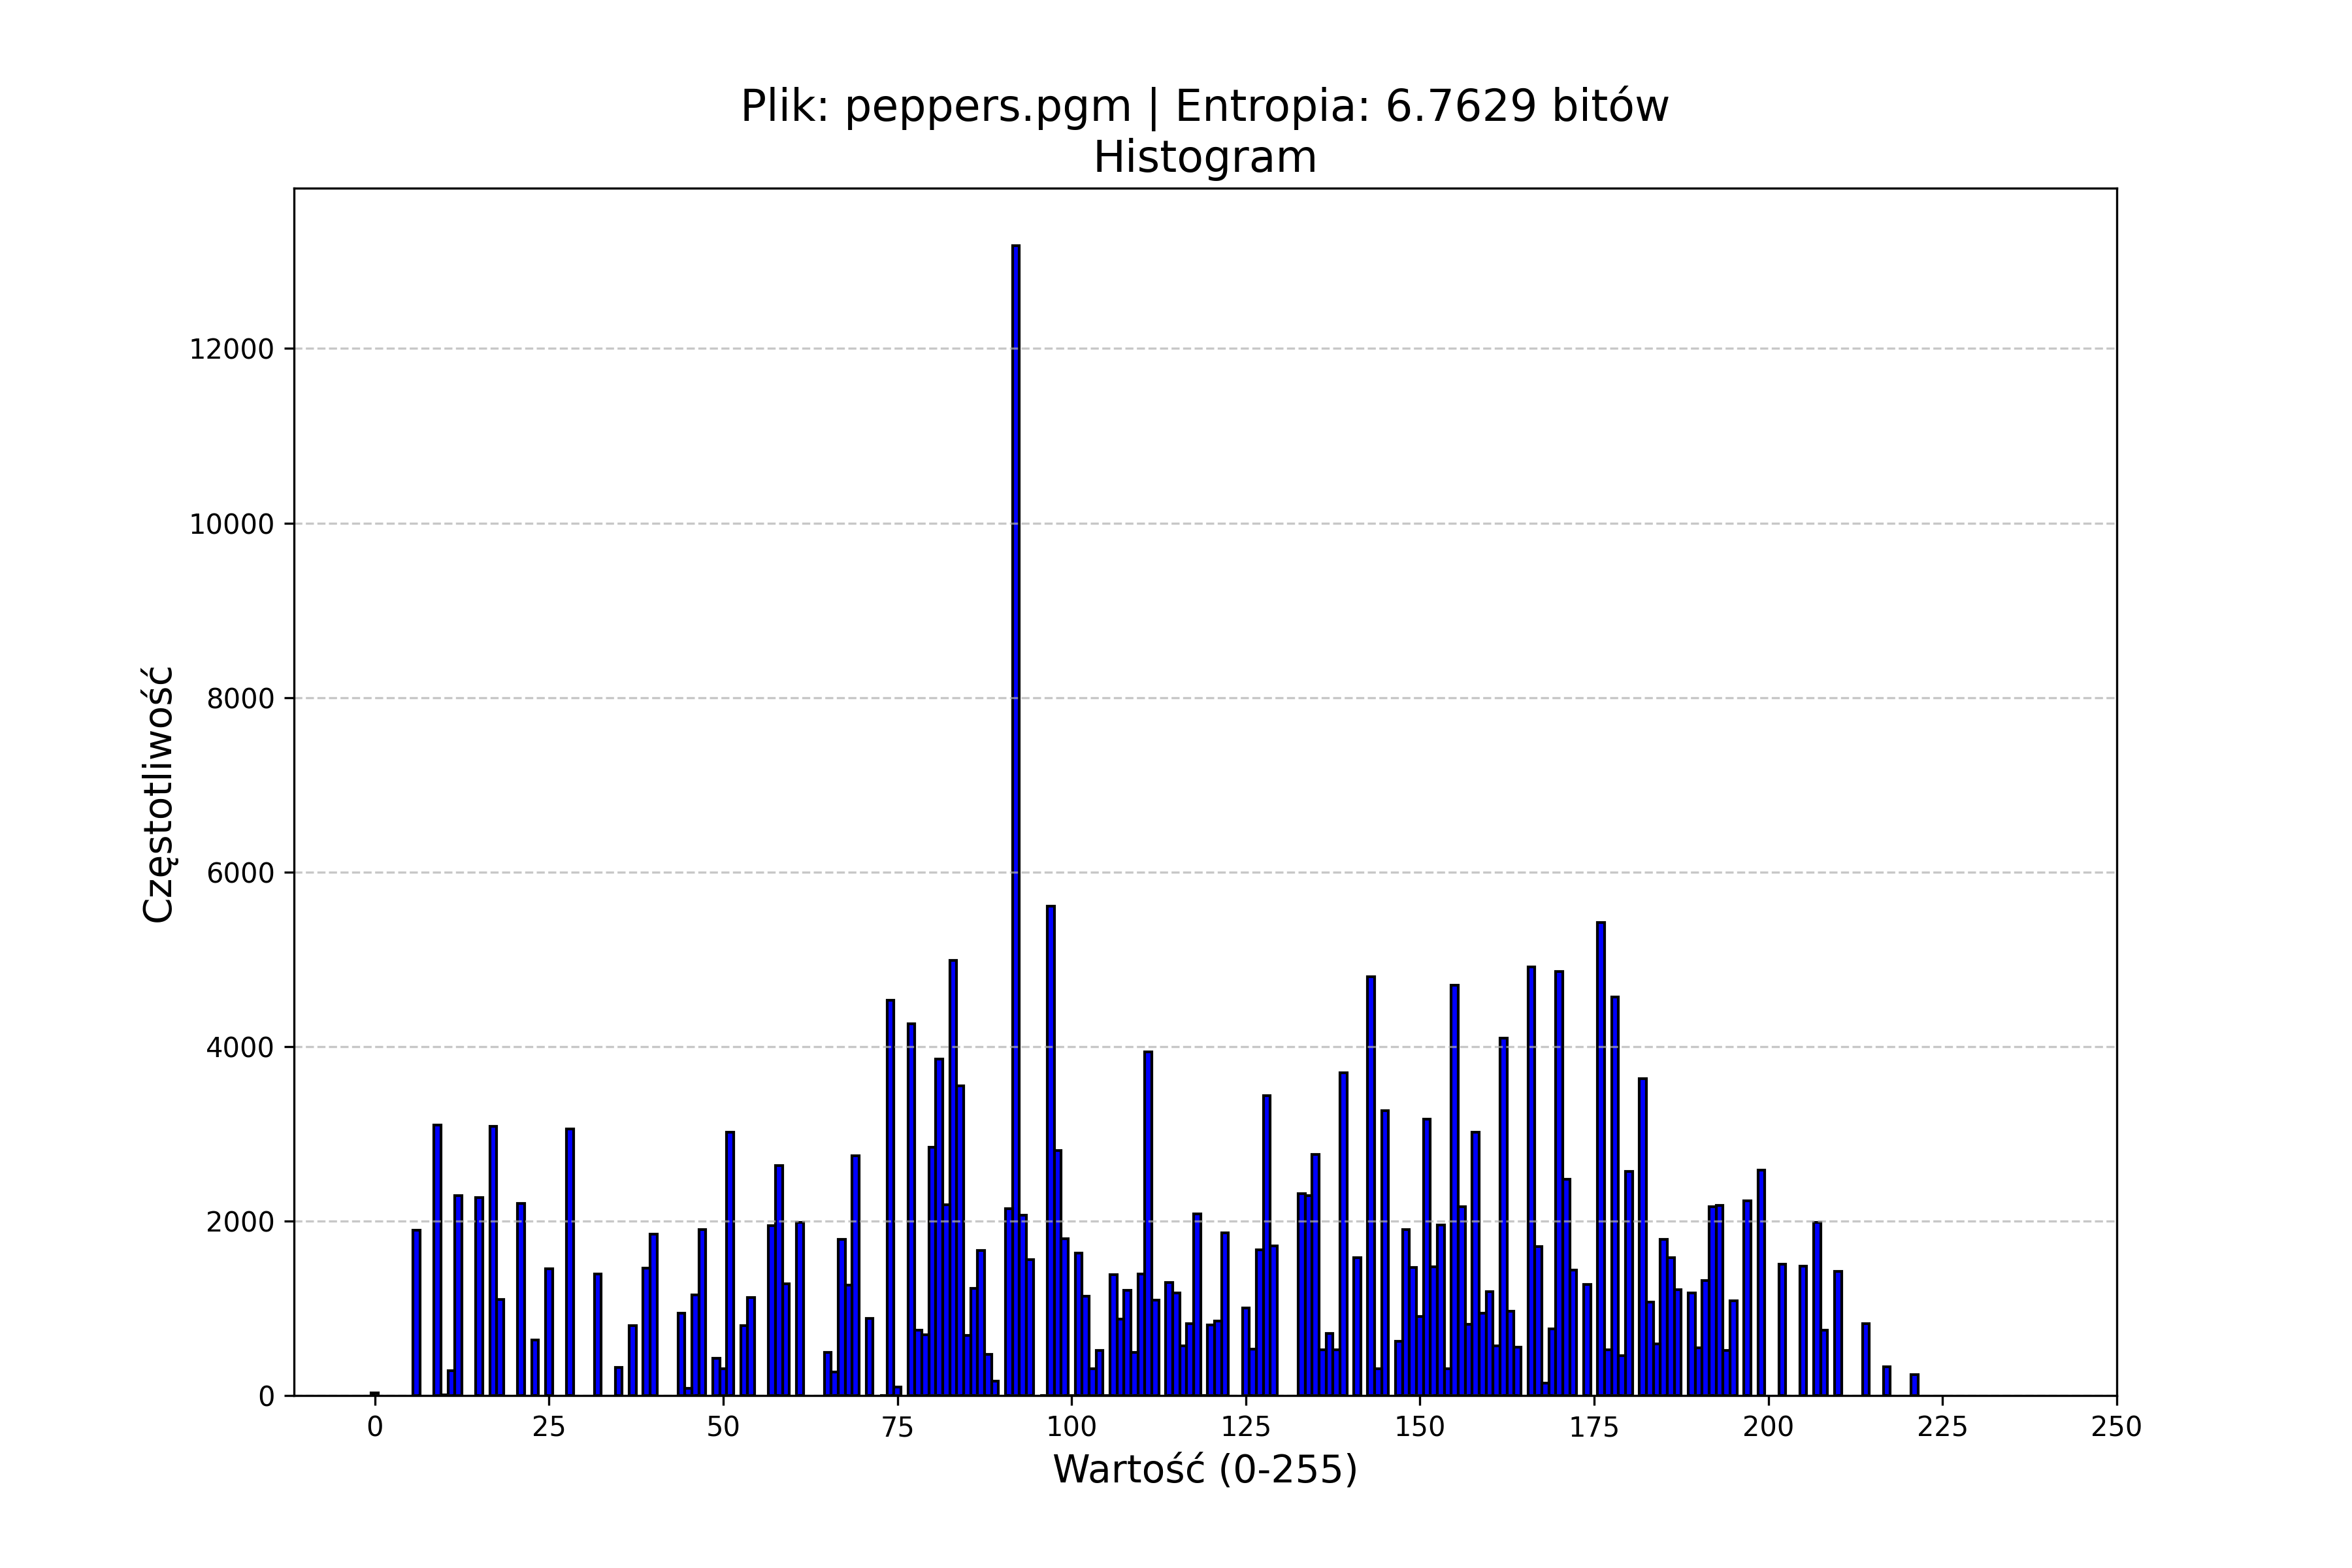 Plik: peppers.pgm | Entropia: 6.7629 bitów
Histogram
Częstotliwość
12000
10000
8000
6000
4000
2000
0
0 25 50 75 100 125 150 175 200 225 250
Wartość (0-255)